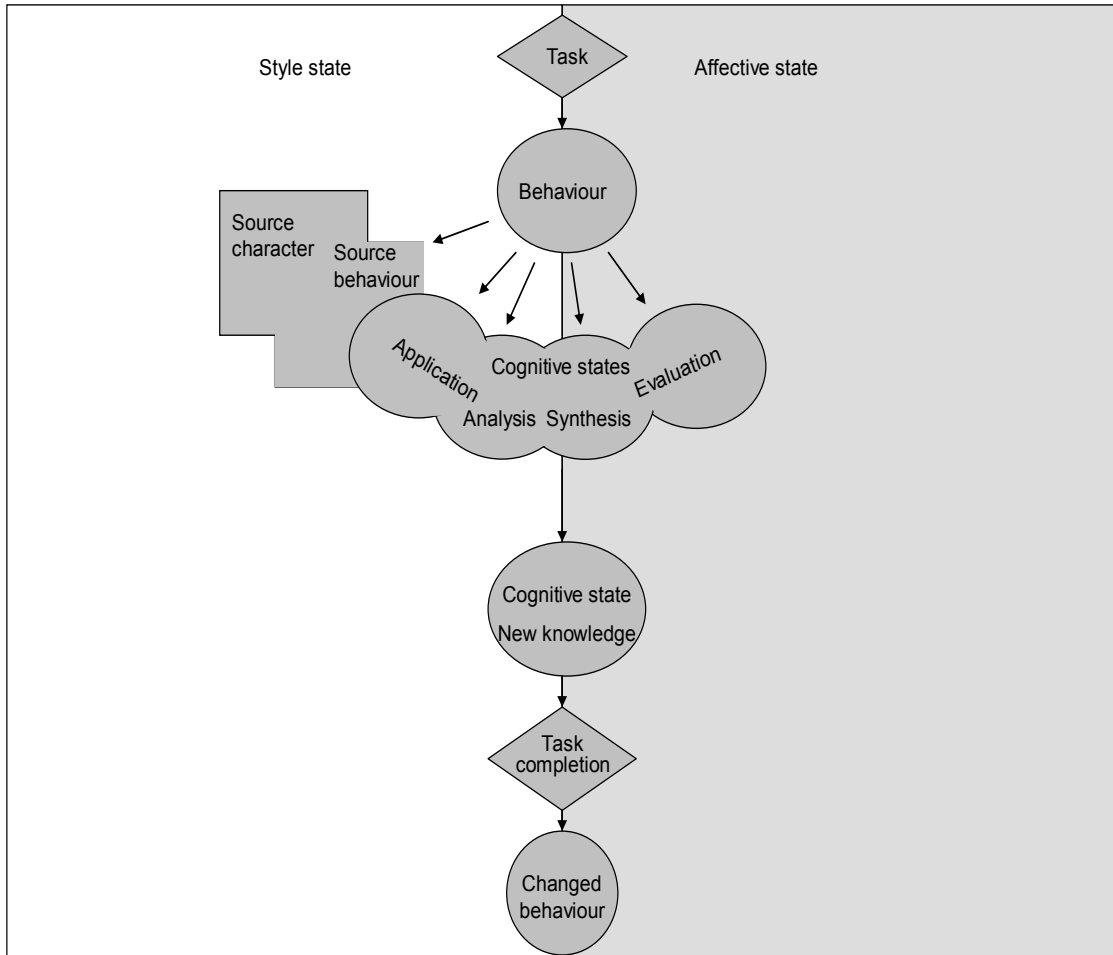 Task
Style state
Affective state
Behaviour
Source
character
Source
behaviour
Application
Cognitive states
Evaluation
Analysis
Synthesis
Cognitive state
New knowledge
Task
completion
Changed
behaviour